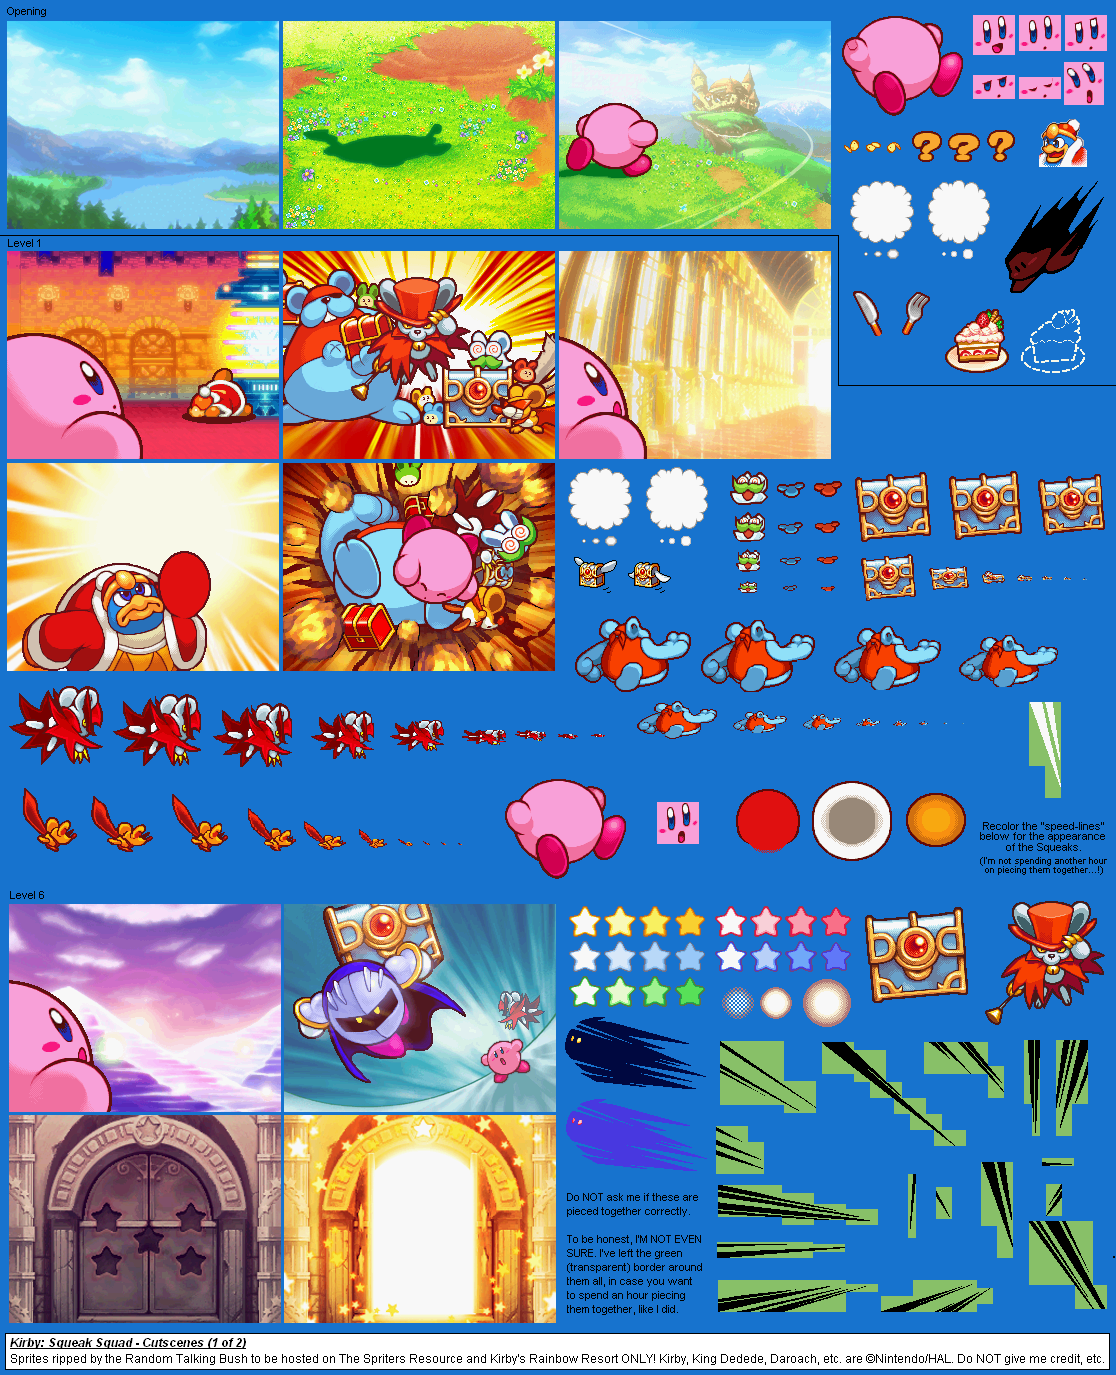 Opening
? ? ?
Level 1
Recolor the "speed-lines"
below for the appearance
of the Squeaks.
(I'm not spending another hour
on piecing them together...!)
Level 6
Do NOT ask me if these are
pieced together correctly.
To be honest, I'M NOT EVEN
SURE. I've left the green
(transparent) border around
them all, in case you want
to spend an hour piecing
them together, like I did.
Kirby: Squeak Squad - Cutscenes (1 of 2)
Sprites ripped by the Random Talking Bush to be hosted on The Spriters Resource and Kirby's Rainbow Resort ONLY! Kirby, King Dedede, Daroach, etc. are ©Nintendo/HAL. Do NOT give me credit, etc.